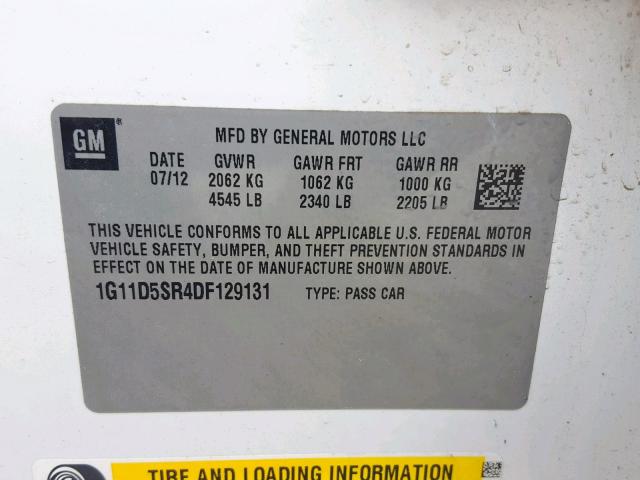 GM®
MFD BY GENERAL MOTORS LLC
DATE GVWR GAWR FRT GAWR RR
07/12 2062 KG 1062 KG 1000 KG
4545 LB 2340 LB 2205 LB
THIS VEHICLE CONFORMS TO ALL APPLICABLE U.S. FEDERAL MOTOR
VEHICLE SAFETY, BUMPER, AND THEFT PREVENTION STANDARDS IN
EFFECT ON THE DATE OF MANUFACTURE SHOWN ABOVE.
1G11D5SR4DF129131 TYPE: PASS CAR
TIRE AND LOADING INFORMATION